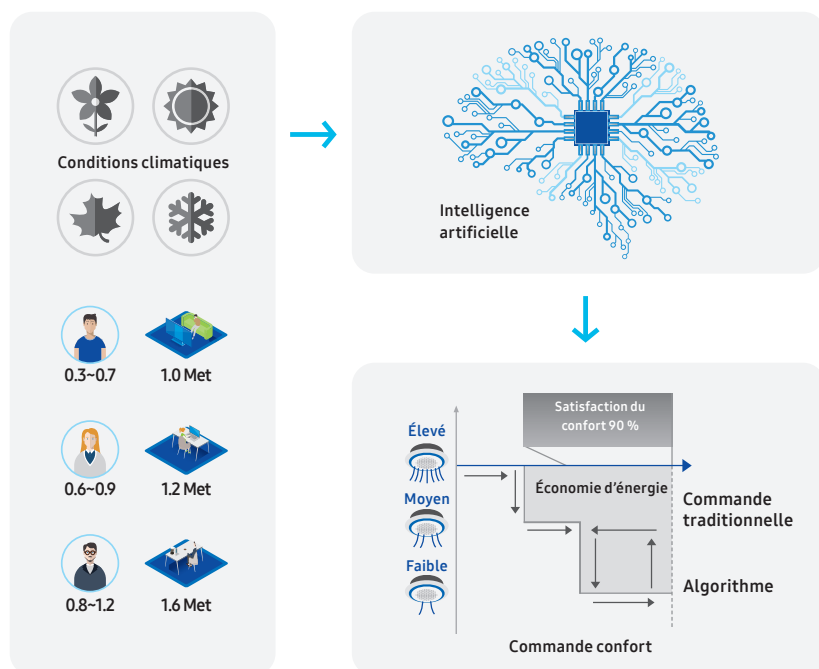 Conditions climatiques
0.3~0.7
1.0 Met
0.6~0.9
1.2 Met
0.8~1.2
1.6 Met
Intelligence
artificielle
Satisfaction du
confort 90 %
Élevé
Économie d'énergie
Moyen
Commande
traditionnelle
Faible
Algorithme
Commande confort